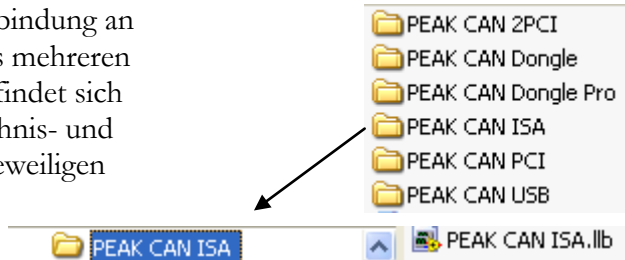 bindung an
s mehreren
findet sich
hnis- und
eweiligen
PEAK CAN 2PCI
PEAK CAN Dongle
PEAK CAN Dongle Pro
PEAK CAN ISA
PEAK CAN PCI
PEAK CAN USB
PEAK CAN ISA
PEAK CAN ISA.llb